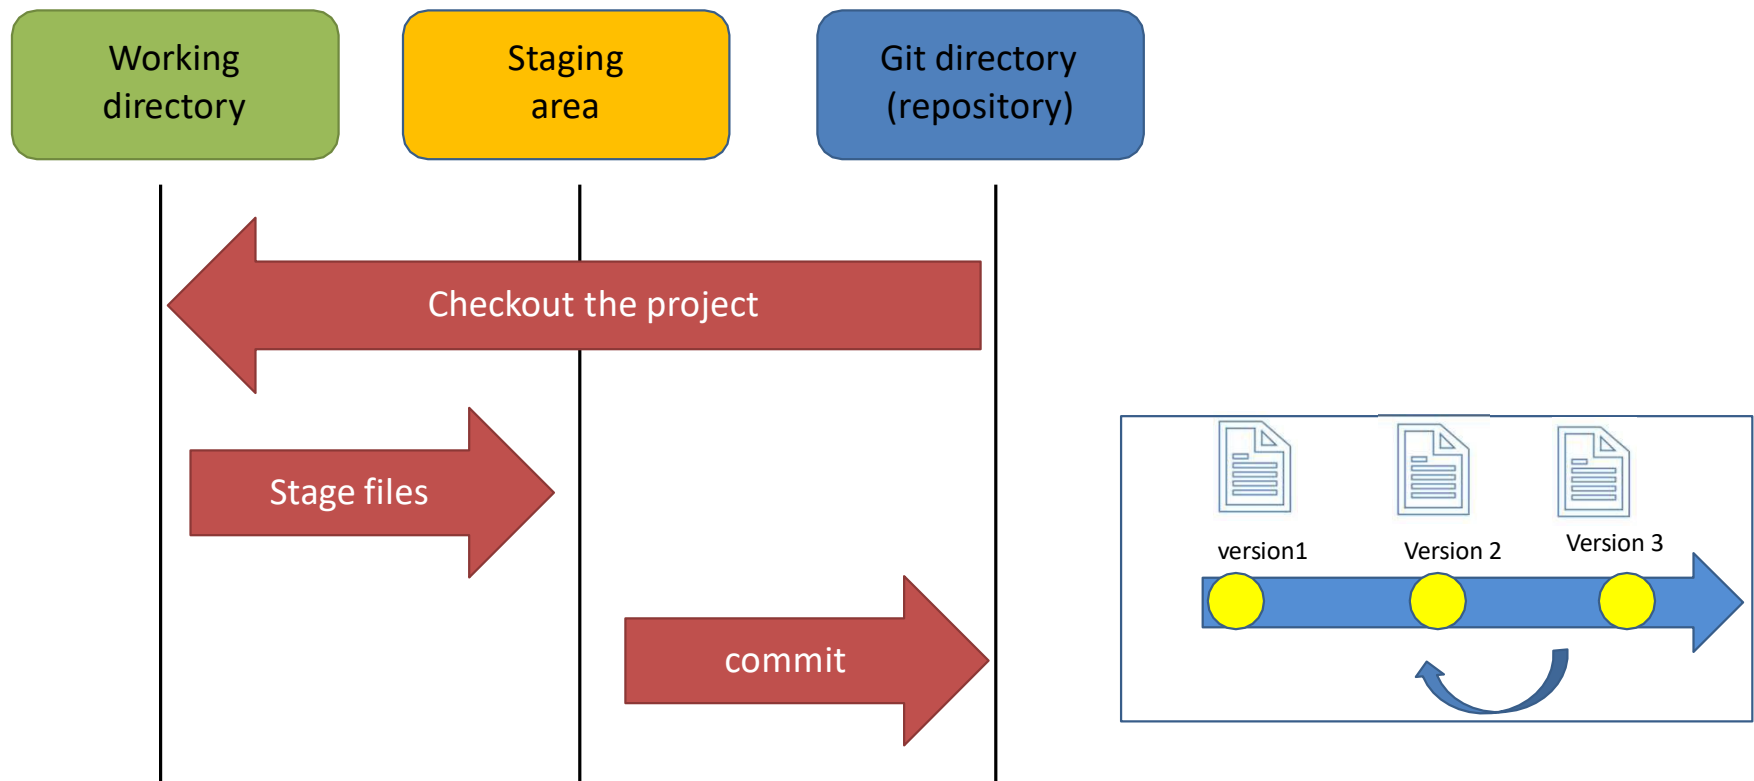 Working
directory
Staging
area
Git directory
(repository)
Checkout the project
Stage files
commit
version1
Version 2
Version 3